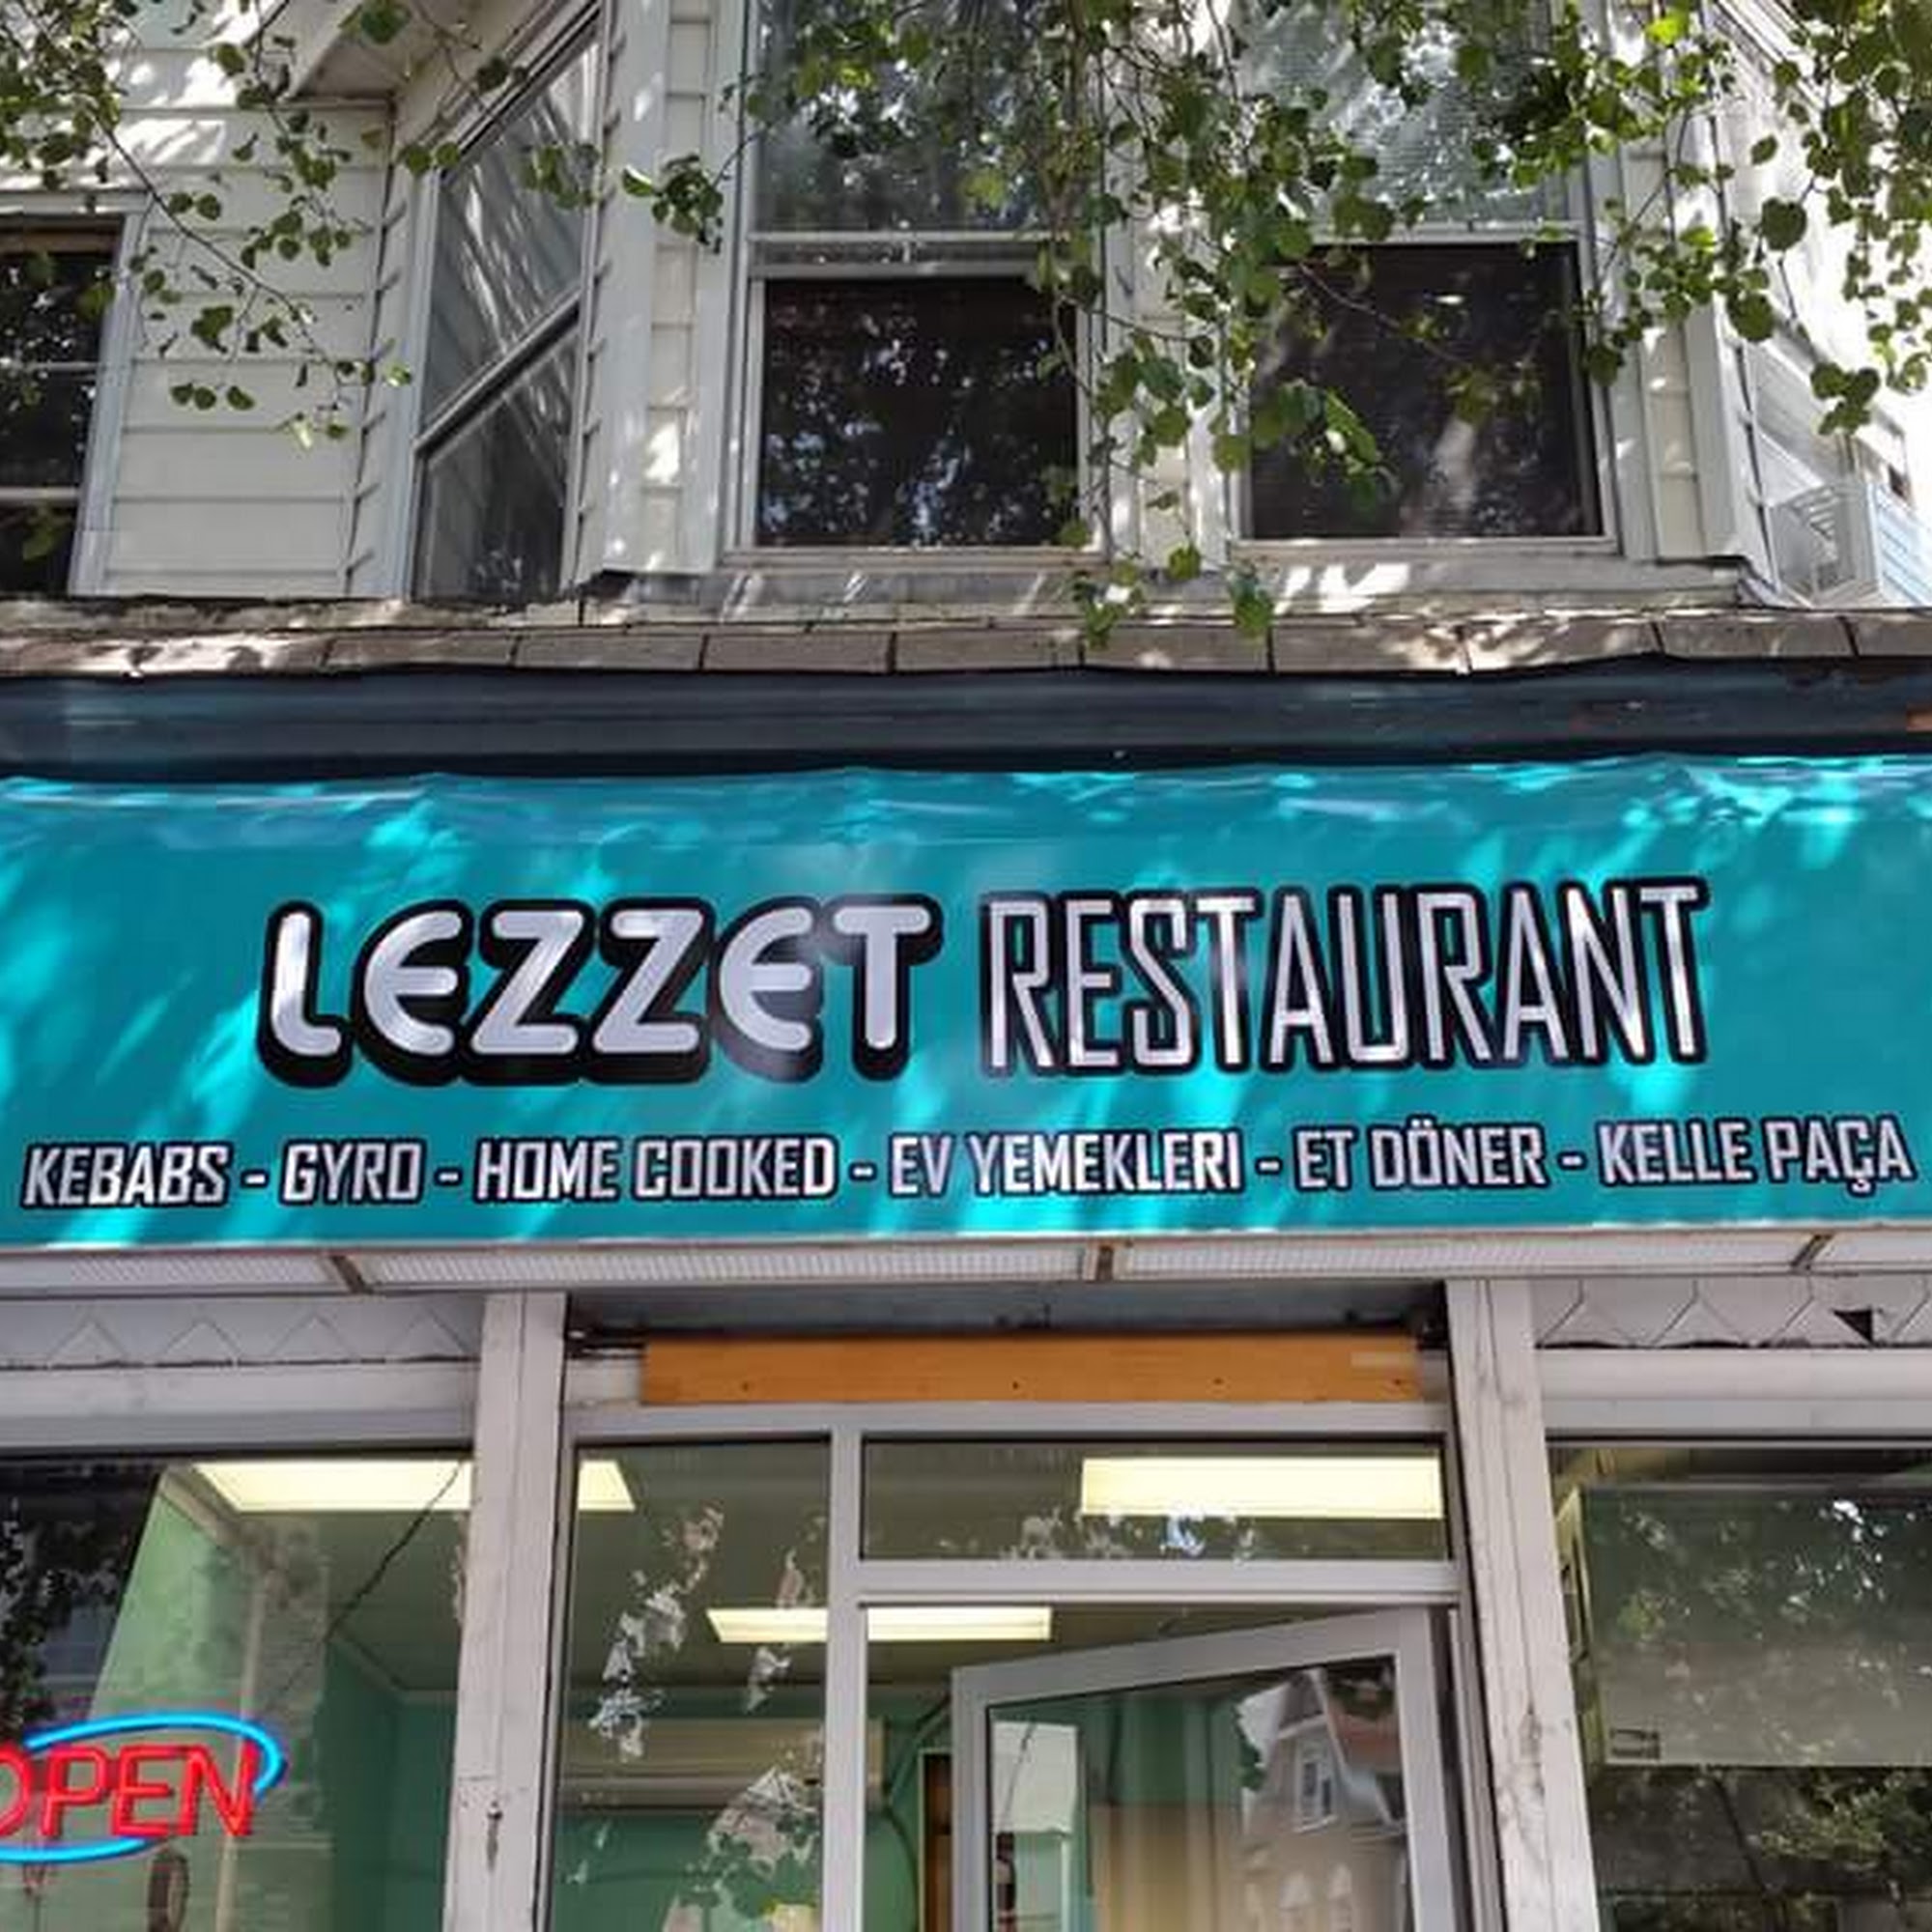 LEZZET RESTAURANT
KEBABS - GYRO - HOME COOKED - EV YEMEKLERI - ET DÖNER - KELLE PAÇA
OPEN